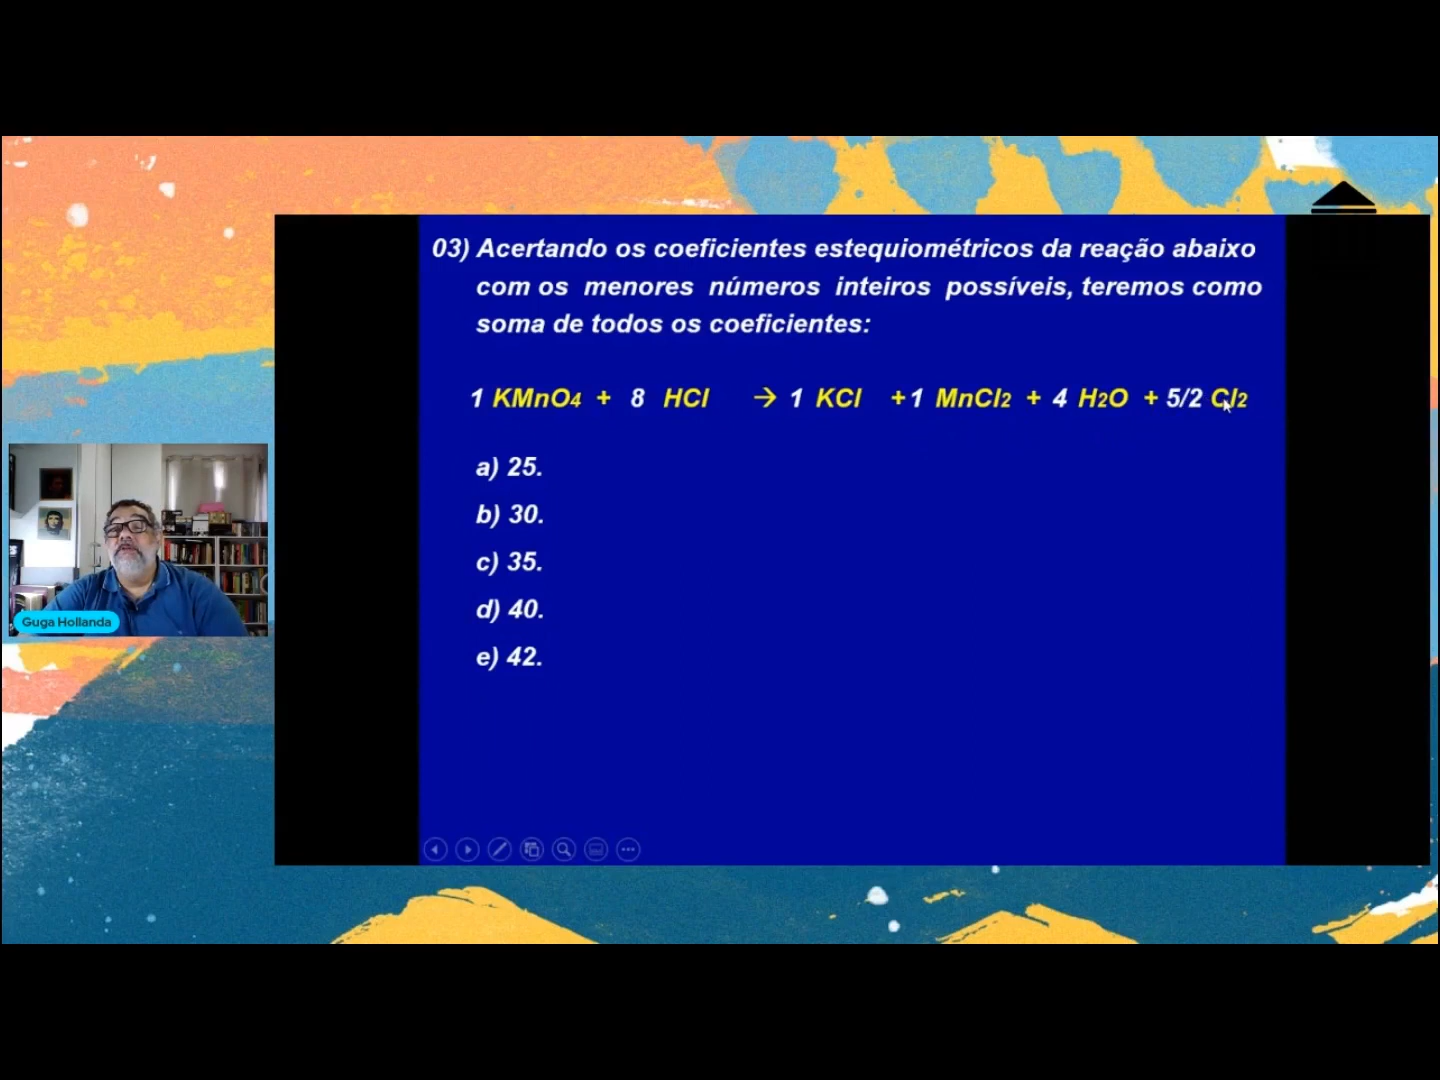 03) Acertando os coeficientes estequiométricos da reação abaixo
com os menores números inteiros possíveis, teremos como
soma de todos os coeficientes:
1 KMnO4 + 8 HCl → 1 KCl +1 MnCl2 + 4 H2O + 5/2 Cl2
a) 25.
b) 30.
c) 35.
d) 40.
e) 42.
Guga Hollanda